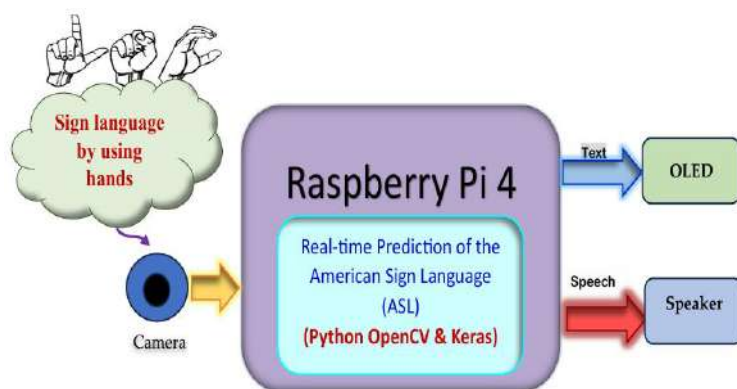 Sign language
by using
hands
Camera
Raspberry Pi 4
Real-time Prediction of the
American Sign Language
(ASL)
(Python OpenCV & Keras)
Text
OLED
Speech
Speaker